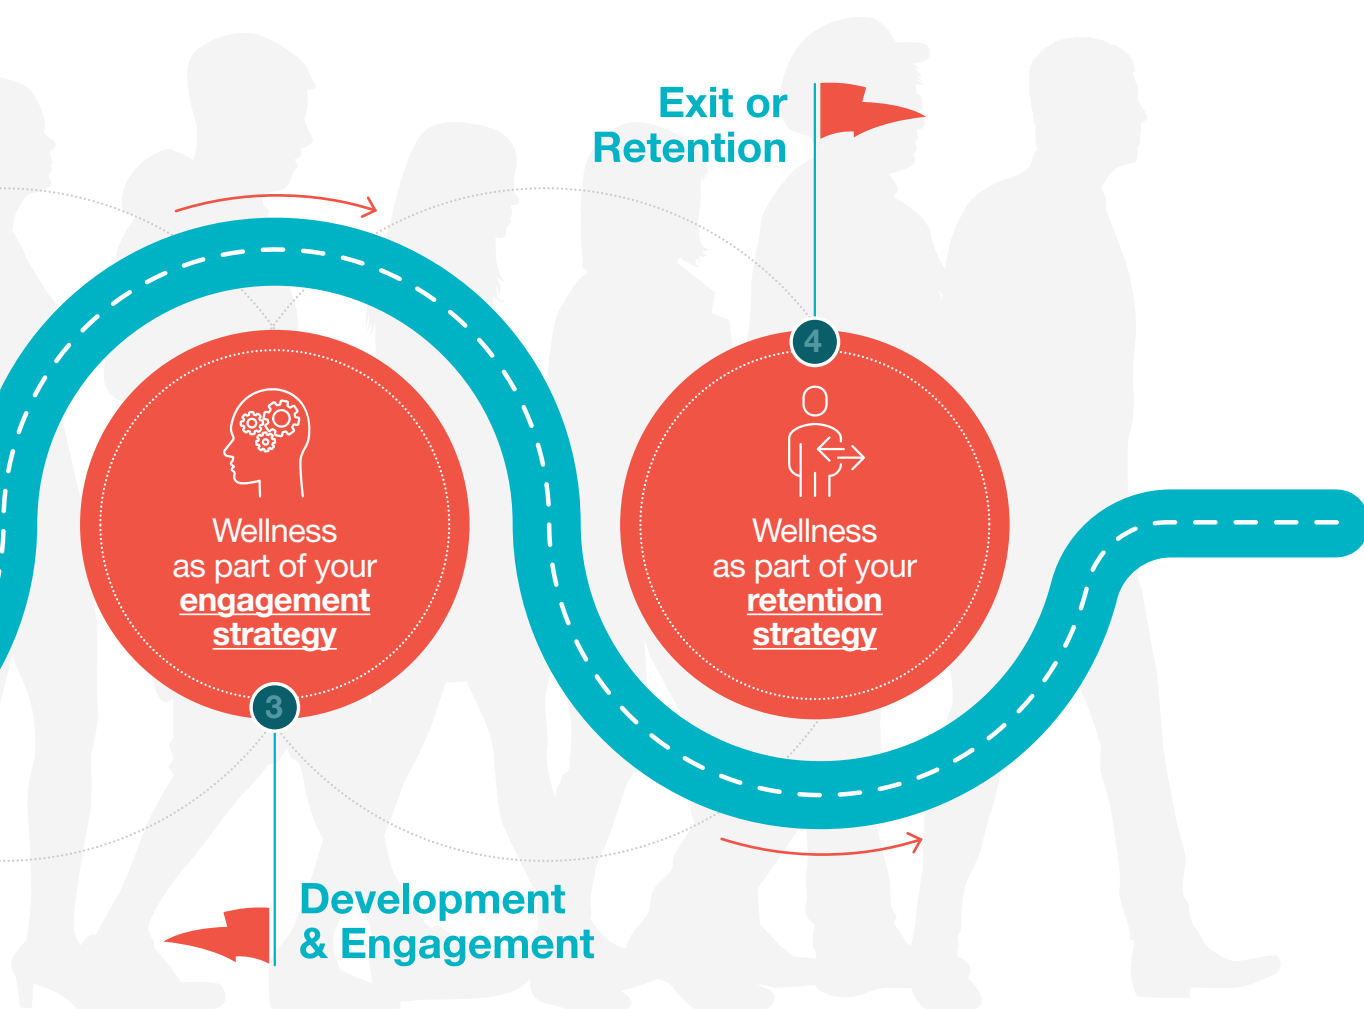 Exit or
Retention
4
Wellness
as part of your
engagement
strategy
Wellness
as part of your
retention
strategy
3
Development
& Engagement